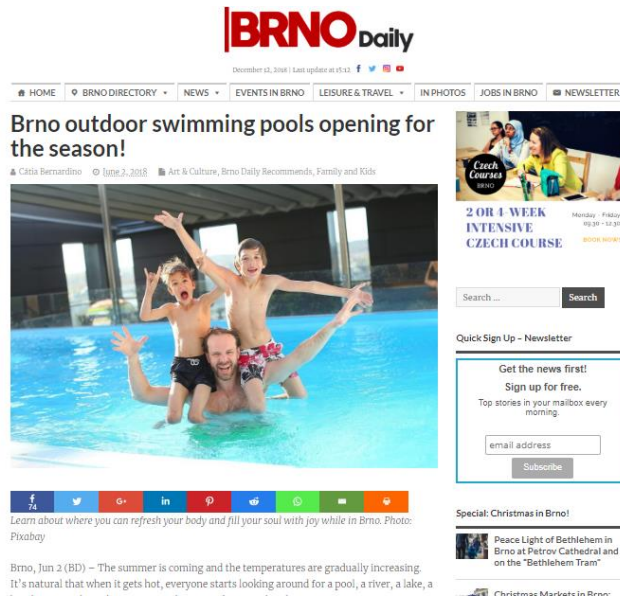 BRNO Daily
December 12, 2018 | Last update at 15:12
HOME BRNO DIRECTORY NEWS EVENTS IN BRNO LEISURE & TRAVEL IN PHOTOS JOBS IN BRNO NEWSLETTER
Brno outdoor swimming pools opening for
the season!
Cátia Bernardino June 2, 2018 Art & Culture, Brno Daily Recommends, Family and Kids
74
Learn about where you can refresh your body and fill your soul with joy while in Brno. Photo:
Pixabay
Brno, Jun 2 (BD) – The summer is coming and the temperatures are gradually increasing.
It's natural that when it gets hot, everyone starts looking around for a pool, a river, a lake, a
Czech
Courses
BRNO
2 OR 4-WEEK
INTENSIVE
CZECH COURSE
Monday - Friday
09.30 - 12.30
BOOK NOW!
Search ... Search
Quick Sign Up – Newsletter
Get the news first!
Sign up for free.
Top stories in your mailbox every
morning.
email address
Subscribe
Special: Christmas in Brno!
Peace Light of Bethlehem in
Brno at Petrov Cathedral and
on the "Bethlehem Tram"
Christmas Markets in Brno: